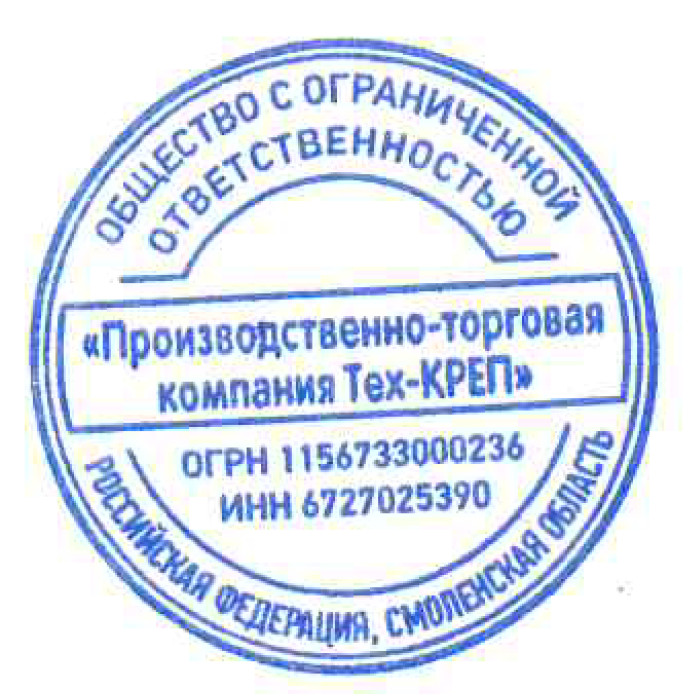 ОБЩЕСТВО С ОГРАНИЧЕННОЙ
ОТВЕТСТВЕННОСТЬЮ
«Производственно-торговая
компания Тех-КРЕП»
ОГРН 1156733000236
ИНН 6727025390
РОССИЙСКАЯ ФЕДЕРАЦИЯ, СМОЛЕНСКАЯ ОБЛАСТЬ